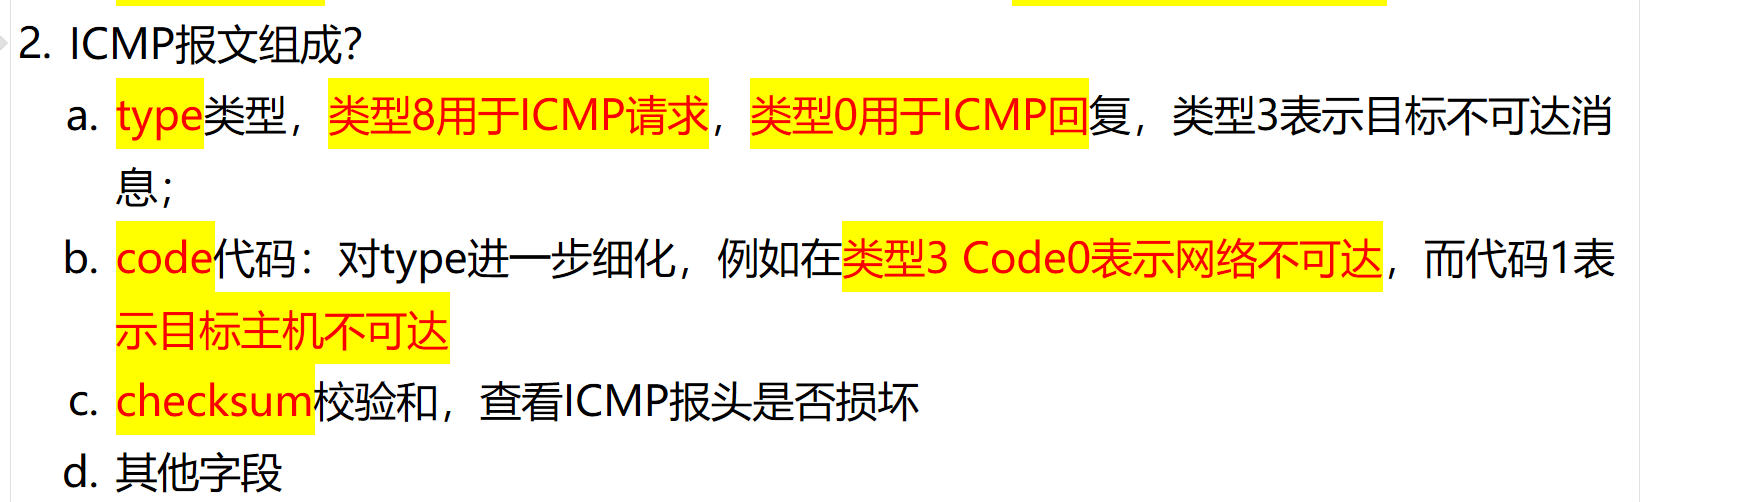 2. ICMP报文组成？
a. type类型，类型8用于ICMP请求，类型0用于ICMP回复，类型3表示目标不可达消
息；
b. code代码：对type进一步细化，例如在类型3 Code0表示网络不可达，而代码1表
示目标主机不可达
c. checksum校验和，查看ICMP报头是否损坏
d. 其他字段